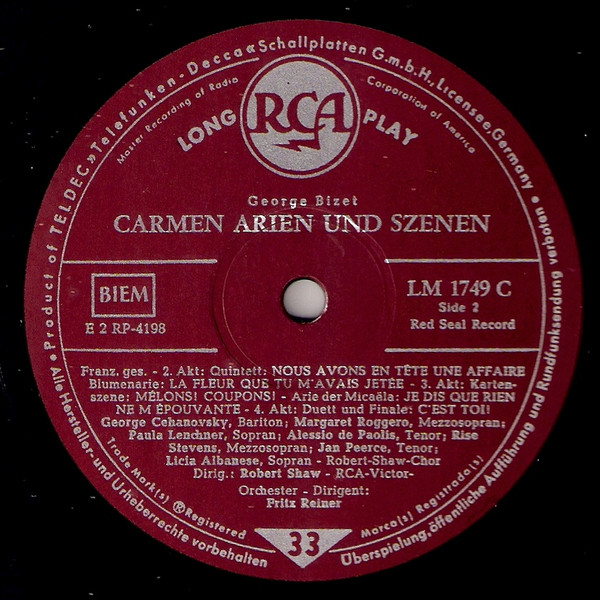 • Product of TELDEC »Telefunken - Decca« Schallplatten G.m.b.H., Licensee Germany •
Master Recording of Radio Corporation of America
LONG RCA PLAY
George Bizet
CARMEN ARIEN UND SZENEN
BIEM
E 2 RP-4198
LM 1749 C
Side 2
Red Seal Record
Franz. ges. - 2. Akt: Quintett: NOUS AVONS EN TÊTE UNE AFFAIRE
Blumenarie: LA FLEUR QUE TU M'AVAIS JETÉE - 3. Akt: Karten-
szene: MÉLONS! COUPONS! - Arie der Micaëla: JE DIS QUE RIEN
NE M ÉPOUVANTE - 4. Akt: Duett und Finale: C'EST TOI!
George Cehanovsky, Bariton; Margaret Roggero, Mezzosopran;
Paula Lenchner, Sopran; Alessio de Paolis, Tenor; Rise
Stevens, Mezzosopran; Jan Peerce, Tenor;
Licia Albanese, Sopran - Robert-Shaw-Chor
Dirig.: Robert Shaw - RCA-Victor-
Orchester - Dirigent:
Fritz Reiner
Trade Mark(s) ® Registered
Marca(s) Registrada(s)
33
Alle Hersteller- und Urheberrechte vorbehalten
Überspielung, öffentliche Aufführung und Rundfunksendung verboten